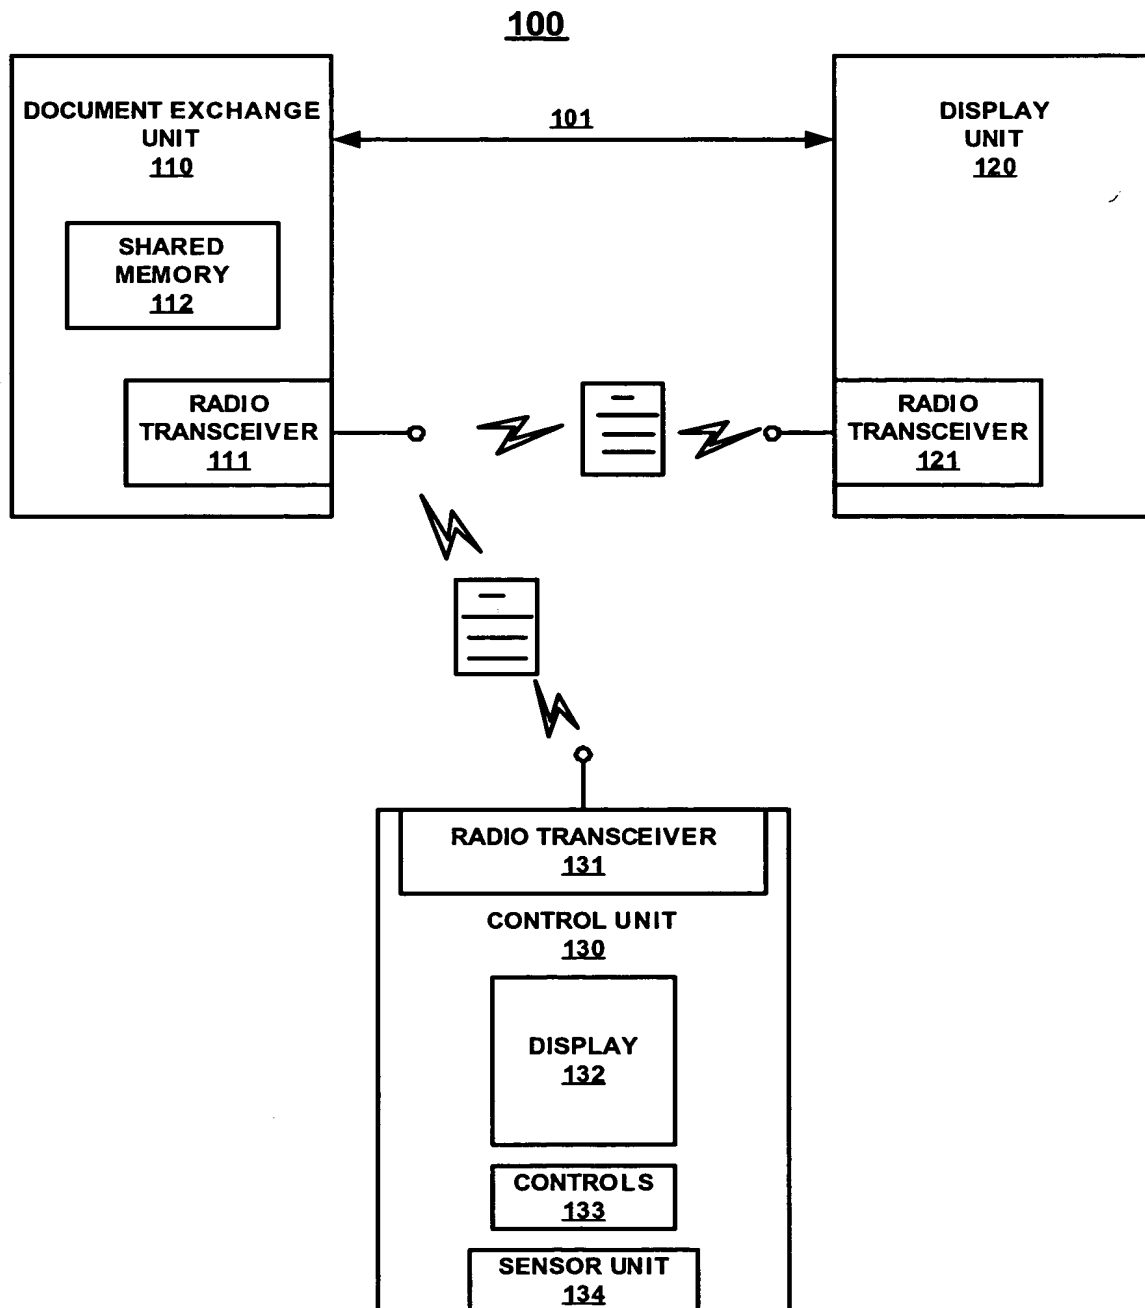 100
DOCUMENT EXCHANGE
UNIT
110
101
DISPLAY
UNIT
120
SHARED
MEMORY
112
RADIO
TRANSCEIVER
111
RADIO
TRANSCEIVER
121
RADIO TRANSCEIVER
131
CONTROL UNIT
130
DISPLAY
132
CONTROLS
133
SENSOR UNIT
134